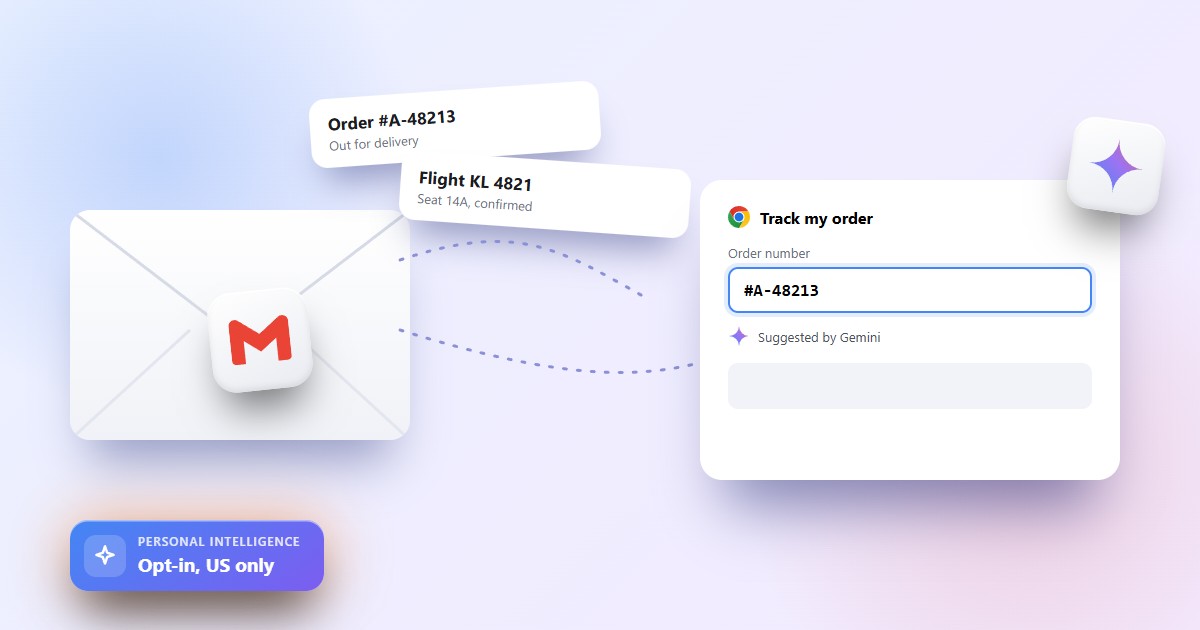 Order #A-48213
Out for delivery
Flight KL 4821
Seat 14A, confirmed
Track my order
Order number
#A-48213
Suggested by Gemini
PERSONAL INTELLIGENCE
Opt-in, US only